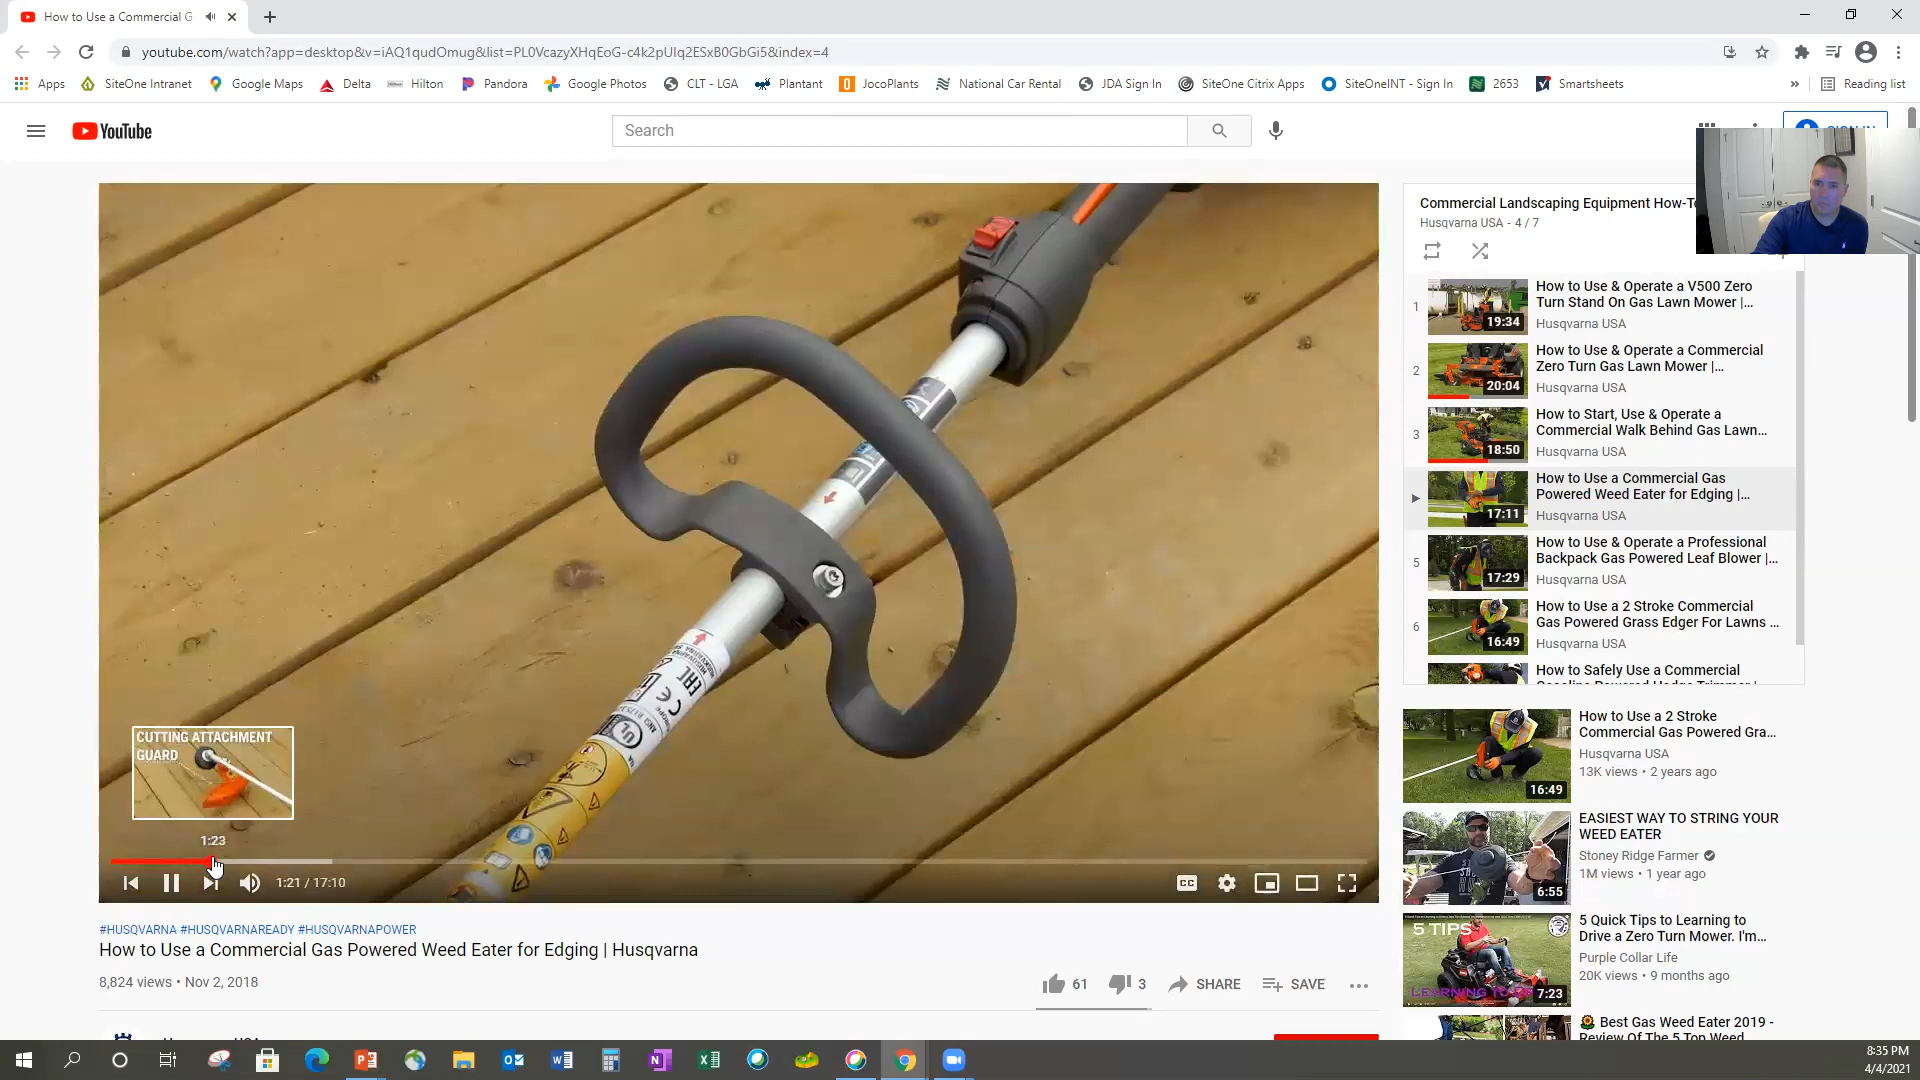 How to Use a Commercial G
youtube.com/watch?app=desktop&v=iAQ1qudOmug&list=PL0VcazyXHqEoG-c4k2pUIq2ESxB0GbGi5&index=4
Apps
SiteOne Intranet
Google Maps
Delta
Hilton
Pandora
Google Photos
CLT - LGA
Plantant
JocoPlants
National Car Rental
JDA Sign In
SiteOne Citrix Apps
SiteOneINT - Sign In
2653
Smartsheets
Reading list
YouTube
Search
CUTTING ATTACHMENT
GUARD
1:23
1:21 / 17:10
CC
#HUSQVARNA #HUSQVARNAREADY #HUSQVARNAPOWER
How to Use a Commercial Gas Powered Weed Eater for Edging | Husqvarna
8,824 views • Nov 2, 2018
61
3
SHARE
SAVE
Commercial Landscaping Equipment How-T
Husqvarna USA - 4 / 7
1
19:34
How to Use & Operate a V500 Zero
Turn Stand On Gas Lawn Mower |...
Husqvarna USA
2
20:04
How to Use & Operate a Commercial
Zero Turn Gas Lawn Mower |...
Husqvarna USA
3
18:50
How to Start, Use & Operate a
Commercial Walk Behind Gas Lawn...
Husqvarna USA
17:11
How to Use a Commercial Gas
Powered Weed Eater for Edging |...
Husqvarna USA
5
17:29
How to Use & Operate a Professional
Backpack Gas Powered Leaf Blower |...
Husqvarna USA
6
16:49
How to Use a 2 Stroke Commercial
Gas Powered Grass Edger For Lawns ...
Husqvarna USA
How to Safely Use a Commercial
16:49
How to Use a 2 Stroke
Commercial Gas Powered Gra...
Husqvarna USA
13K views • 2 years ago
6:55
EASIEST WAY TO STRING YOUR
WEED EATER
Stoney Ridge Farmer
1M views • 1 year ago
5 TIPS
7:23
5 Quick Tips to Learning to
Drive a Zero Turn Mower. I'm...
Purple Collar Life
20K views • 9 months ago
Best Gas Weed Eater 2019 -
Review Of The 5 Top Weed
8:35 PM
4/4/2021